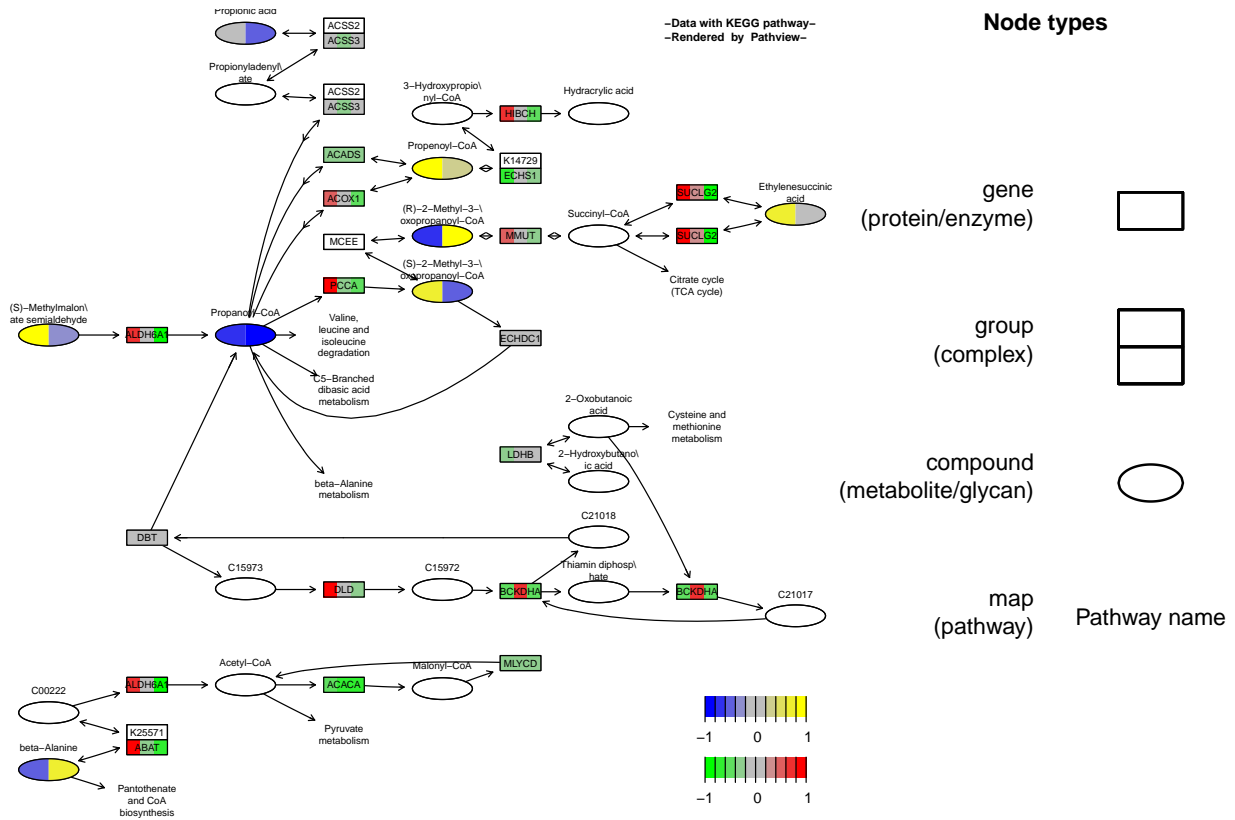 Propionic acid
ACSS2
ACSS3
−Data with KEGG pathway−
−Rendered by Pathview−
Node types
Propionyladenyl\
ate
ACSS2
ACSS3
3−Hydroxypropio\
nyl−CoA
HIBCH
Hydracrylic acid
ACADS
Propenoyl−CoA
K14729
ECHS1
ACOX1
SUCLG2
Ethylenesuccinic
acid
(R)−2−Methyl−3−\
oxopropanoyl−CoA
MCEE
MMUT
Succinyl−CoA
SUCLG2
(S)−2−Methyl−3−\
oxopropanoyl−CoA
PCCA
Citrate cycle
(TCA cycle)
(S)−Methylmalon\
ate semialdehyde
ALDH6A1
Propanoyl−CoA
Valine,
leucine and
isoleucine
degradation
ECHDC1
C5−Branched
dibasic acid
metabolism
2−Oxobutanoic
acid
Cysteine and
methionine
metabolism
LDHB
2−Hydroxybutano\
ic acid
beta−Alanine
metabolism
DBT
C21018
C15973
DLD
C15972
BCKDHA
Thiamin diphosp\
hate
BCKDHA
C21017
Acetyl−CoA
Malonyl−CoA
MLYCD
C00222
ALDH6A1
ACACA
K25571
ABAT
Pyruvate
metabolism
beta−Alanine
Pantothenate
and CoA
biosynthesis
gene
(protein/enzyme)
group
(complex)
compound
(metabolite/glycan)
map
(pathway)
Pathway name
−1 0 1
−1 0 1